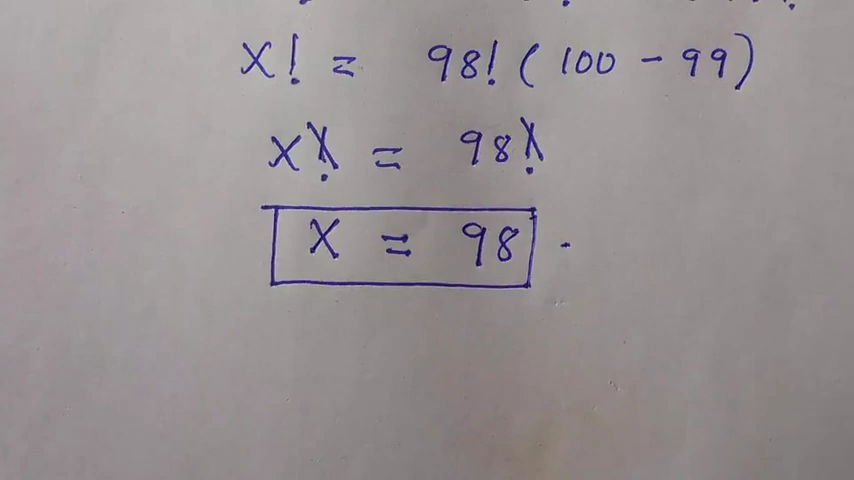 x! = 98! (100 - 99)
x! = 98!
x = 98.